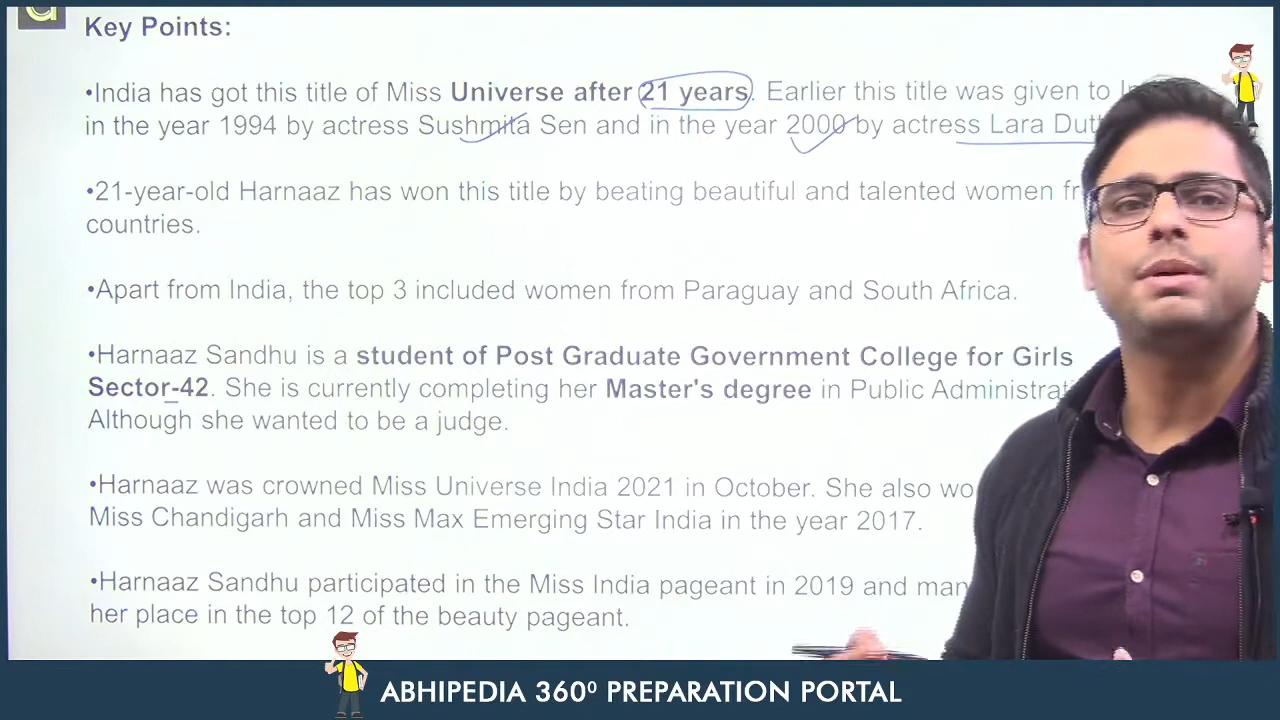 Key Points:
•India has got this title of Miss Universe after 21 years. Earlier this title was given to
in the year 1994 by actress Sushmita Sen and in the year 2000 by actress Lara
•21-year-old Harnaaz has won this title by beating beautiful and talented women
countries.
•Apart from India, the top 3 included women from Paraguay and South Africa.
•Harnaaz Sandhu is a student of Post Graduate Government College for Girls
Sector-42. She is currently completing her Master's degree in Public
Although she wanted to be a judge.
•Harnaaz was crowned Miss Universe India 2021 in October. She also
Miss Chandigarh and Miss Max Emerging Star India in the year 2017.
•Harnaaz Sandhu participated in the Miss India pageant in 2019 and
her place in the top 12 of the beauty pageant.
ABHIPEDIA 360⁰ PREPARATION PORTAL